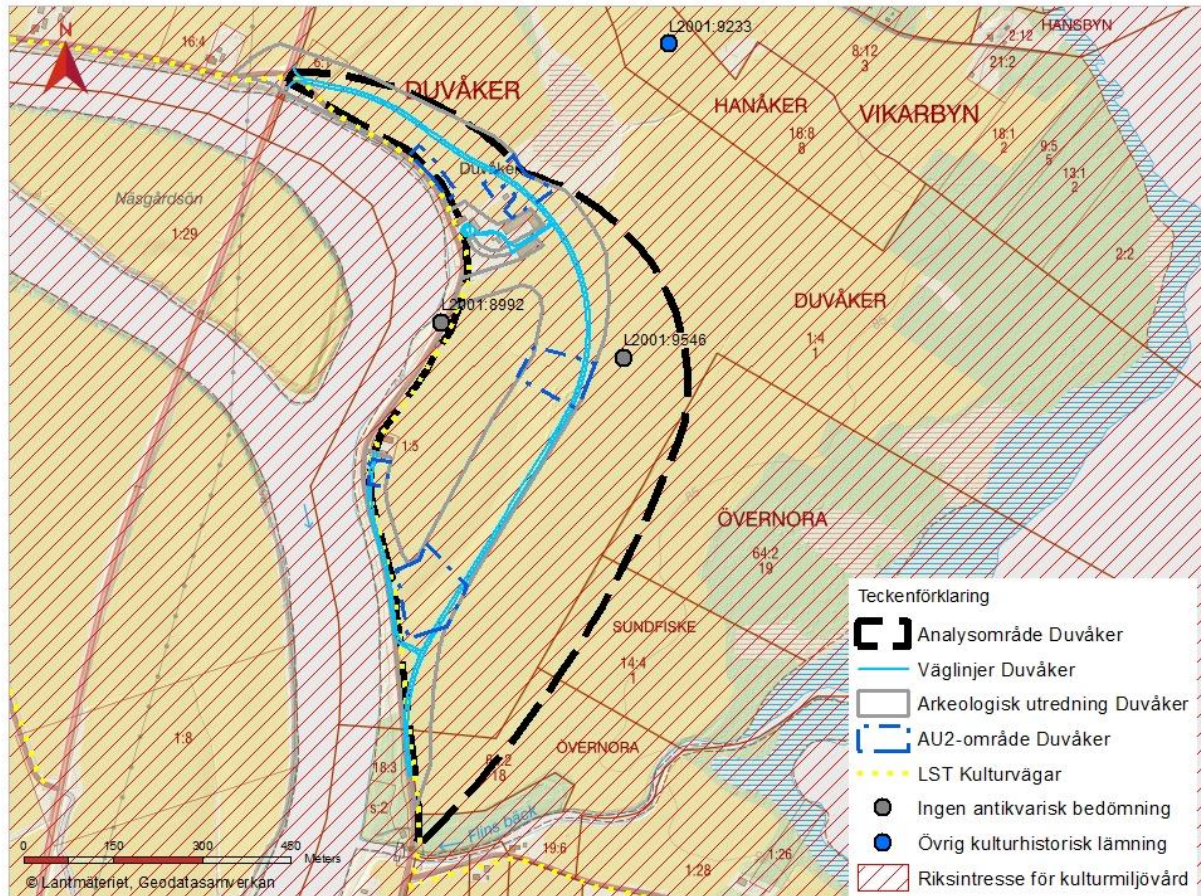 L2001:9233
HANSBYN
2:12
21:2
16:4
N
6:1
8:12
3
DUVÅKER
HANÅKER
VIKARBYN
16:8
8
18:1
2
9:5
5
13:1
2
Duvåker
Näsgårdsön
1:29
2:2
L2001:8992
DUVÅKER
L2001:9546
1:4
1
1:5
ÖVERNORA
64:2
19
SUNDFISKE
14:4
1
1:8
ÖVERNORA
18
18:3
s:2
Flins bäck
19:6
1:28
1:26
0 150 300 450
Meters
© Lantmäteriet, Geodatasamverkan
Teckenförklaring
Analysområde Duvåker
Väglinjer Duvåker
Arkeologisk utredning Duvåker
AU2-område Duvåker
LST Kulturvägar
Ingen antikvarisk bedömning
Övrig kulturhistorisk lämning
Riksintresse för kulturmiljövård